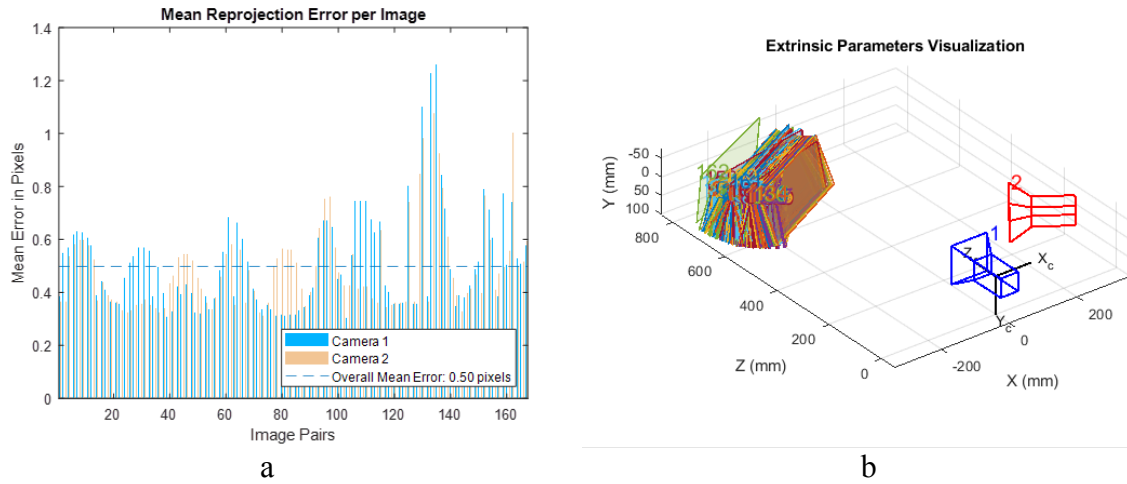 Mean Reprojection Error per Image
1.4
1.2
1
0.8
0.6
0.4
0.2
0
Mean Error in Pixels
Camera 1
Camera 2
Overall Mean Error: 0.50 pixels
20 40 60 80 100 120 140 160
Image Pairs
a
Extrinsic Parameters Visualization
-50
0
50
100
Y (mm)
800
600
400
200
0
Z (mm)
-200
0
200
X (mm)
2
1
Z
X_c
Y_c
b